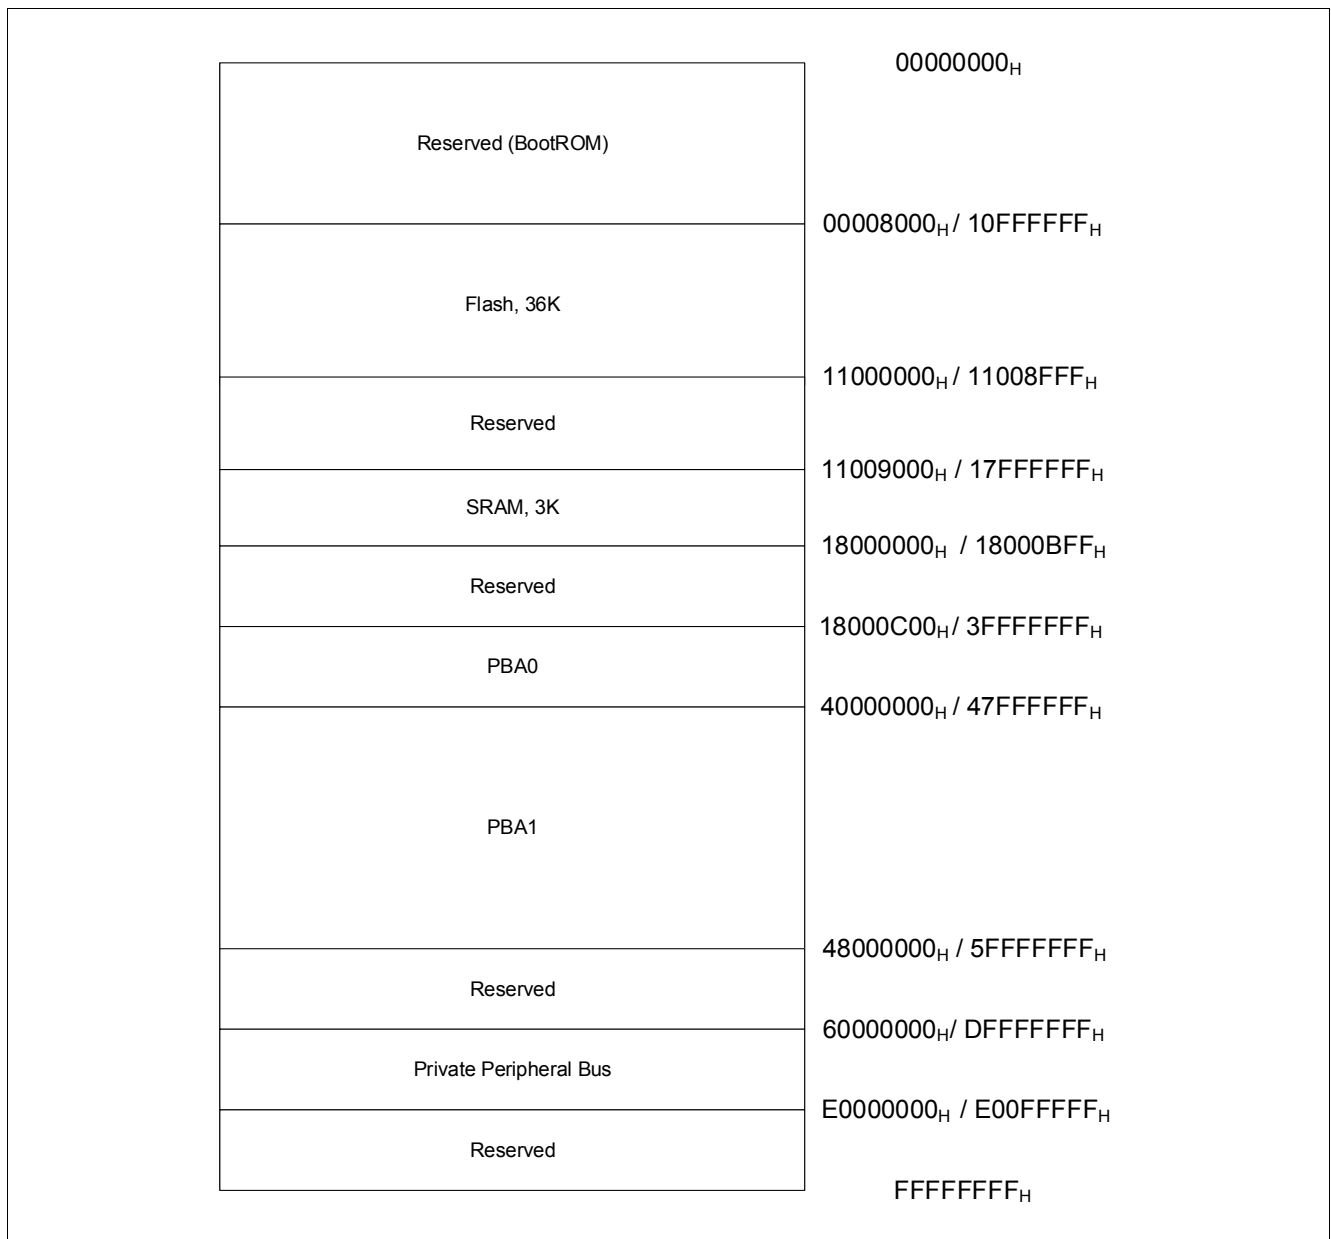 00000000H
Reserved (BootROM)
00008000H / 10FFFFFFH
Flash, 36K
11000000H / 11008FFFH
Reserved
11009000H / 17FFFFFFH
SRAM, 3K
18000000H / 18000BFFH
Reserved
18000C00H / 3FFFFFFFH
PBA0
40000000H / 47FFFFFFH
PBA1
48000000H / 5FFFFFFFH
Reserved
60000000H/ DFFFFFFFH
Private Peripheral Bus
E0000000H / E00FFFFFH
Reserved
FFFFFFFFH